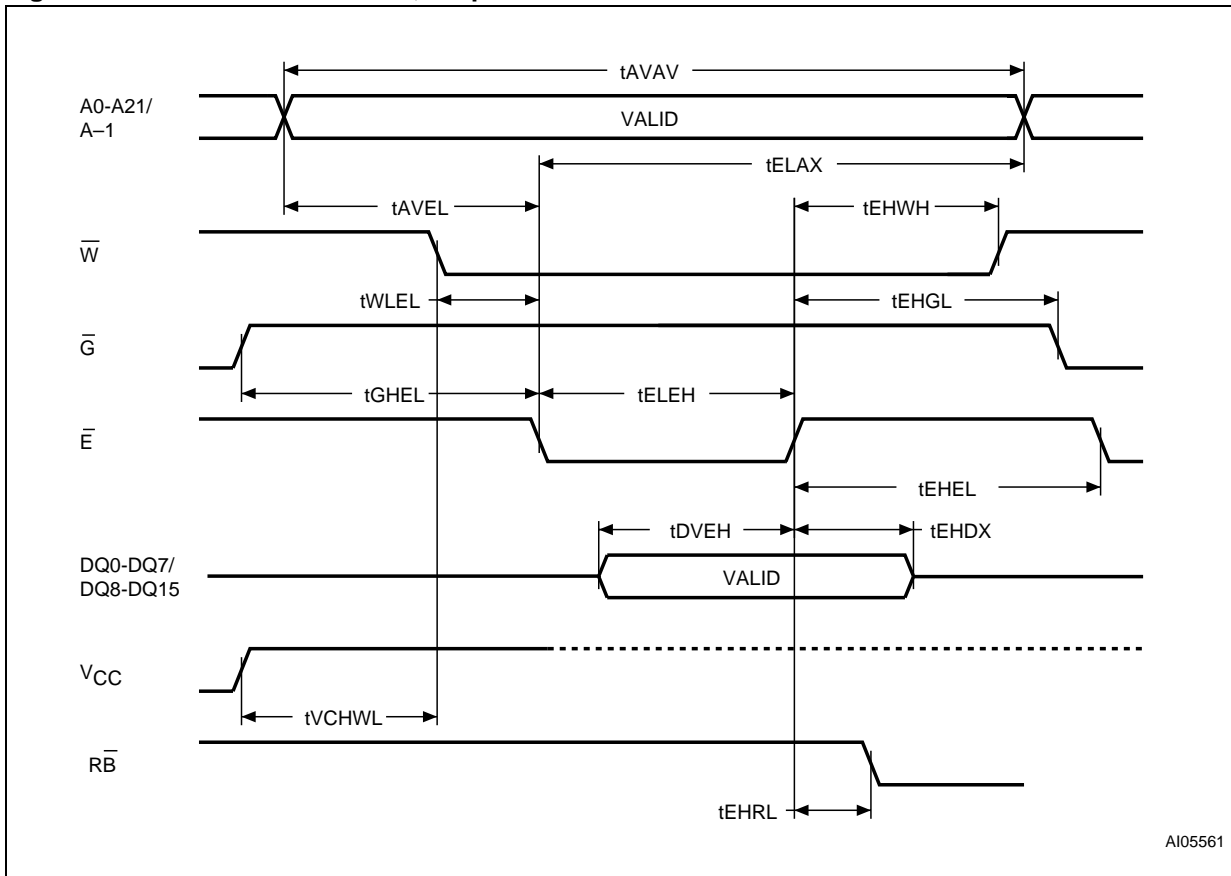 tAVAV
A0-A21/
A–1
VALID
tELAX
tAVEL
tEHWH
W̅
tWLEL
tEHGL
G̅
tGHEL
tELEH
E̅
tEHEL
tDVEH
tEHDX
DQ0-DQ7/
DQ8-DQ15
VALID
VCC
tVCHWL
RB̅
tEHRL
AI05561